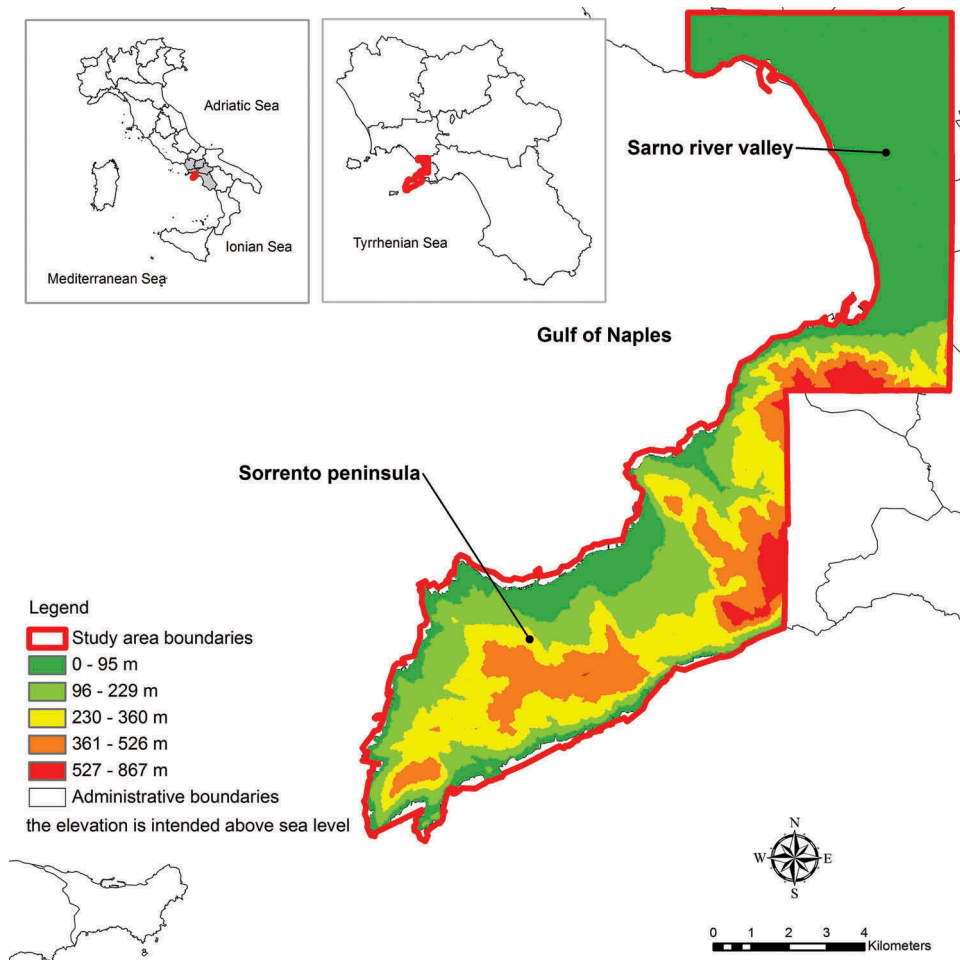 Adriatic Sea
Ionian Sea
Mediterranean Sea
Tyrrhenian Sea
Sarno river valley
Gulf of Naples
Sorrento peninsula
Legend
Study area boundaries
0 - 95 m
96 - 229 m
230 - 360 m
361 - 526 m
527 - 867 m
Administrative boundaries
the elevation is intended above sea level
N
W E
S
0 1 2 3 4
Kilometers